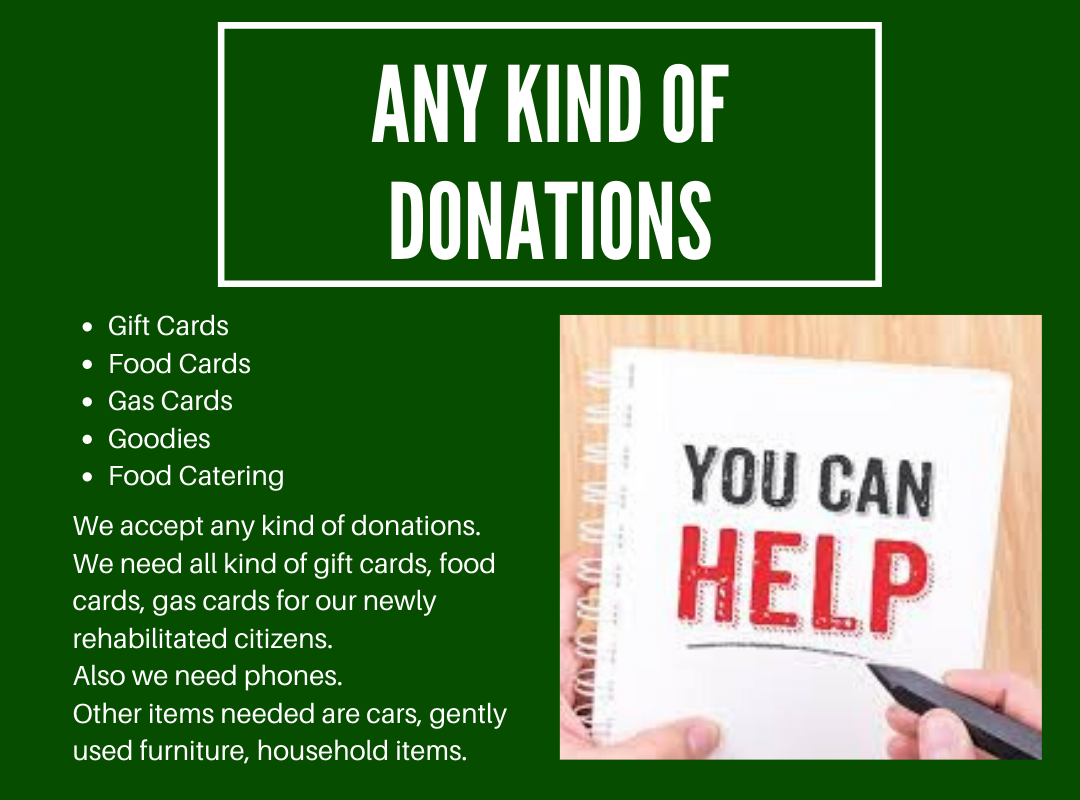 ANY KIND OF
DONATIONS
• Gift Cards
• Food Cards
• Gas Cards
• Goodies
• Food Catering
We accept any kind of donations.
We need all kind of gift cards, food
cards, gas cards for our newly
rehabilitated citizens.
Also we need phones.
Other items needed are cars, gently
used furniture, household items.
YOU CAN
HELP